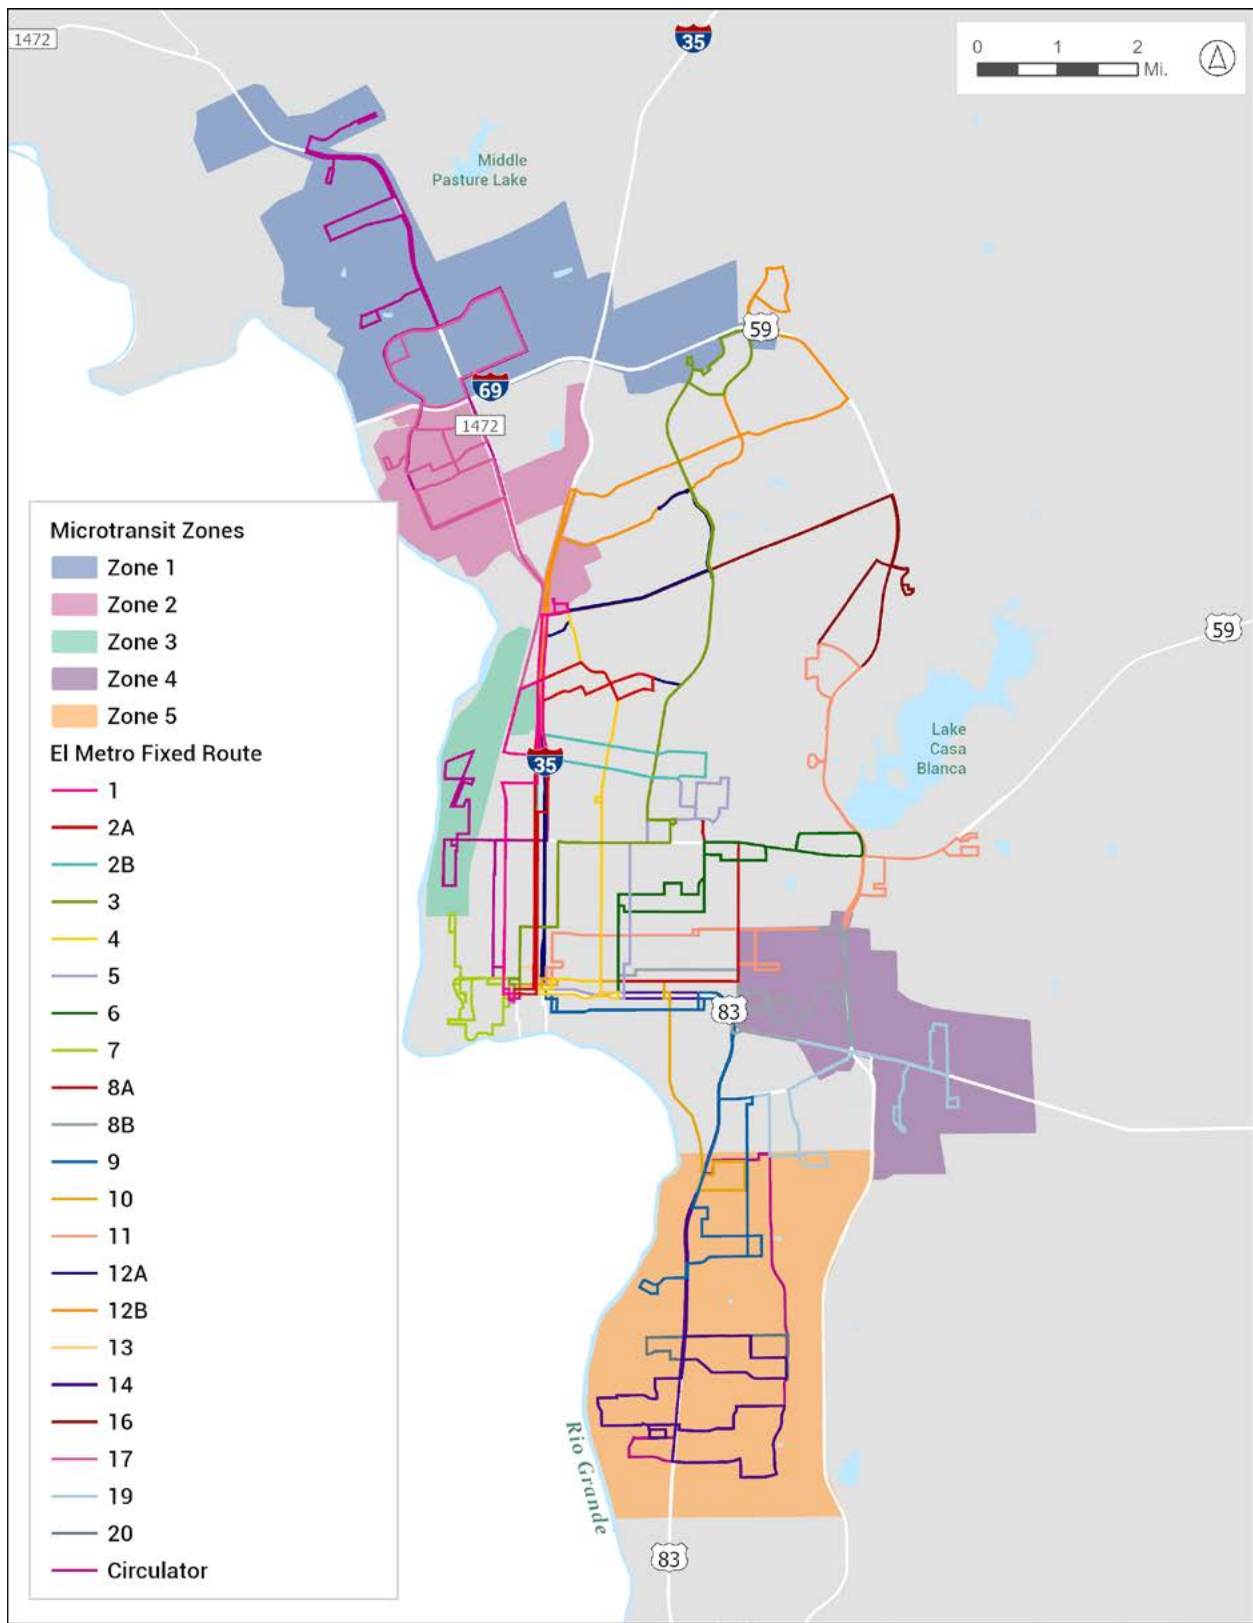 1472
35
0 1 2
Mi.
Middle
Pasture Lake
59
69
1472
Microtransit Zones
Zone 1
Zone 2
Zone 3
Zone 4
Zone 5
El Metro Fixed Route
1
2A
2B
3
4
5
6
7
8A
8B
9
10
11
12A
12B
13
14
16
17
19
20
Circulator
59
Lake
Casa
Blanca
35
83
Rio Grande
83